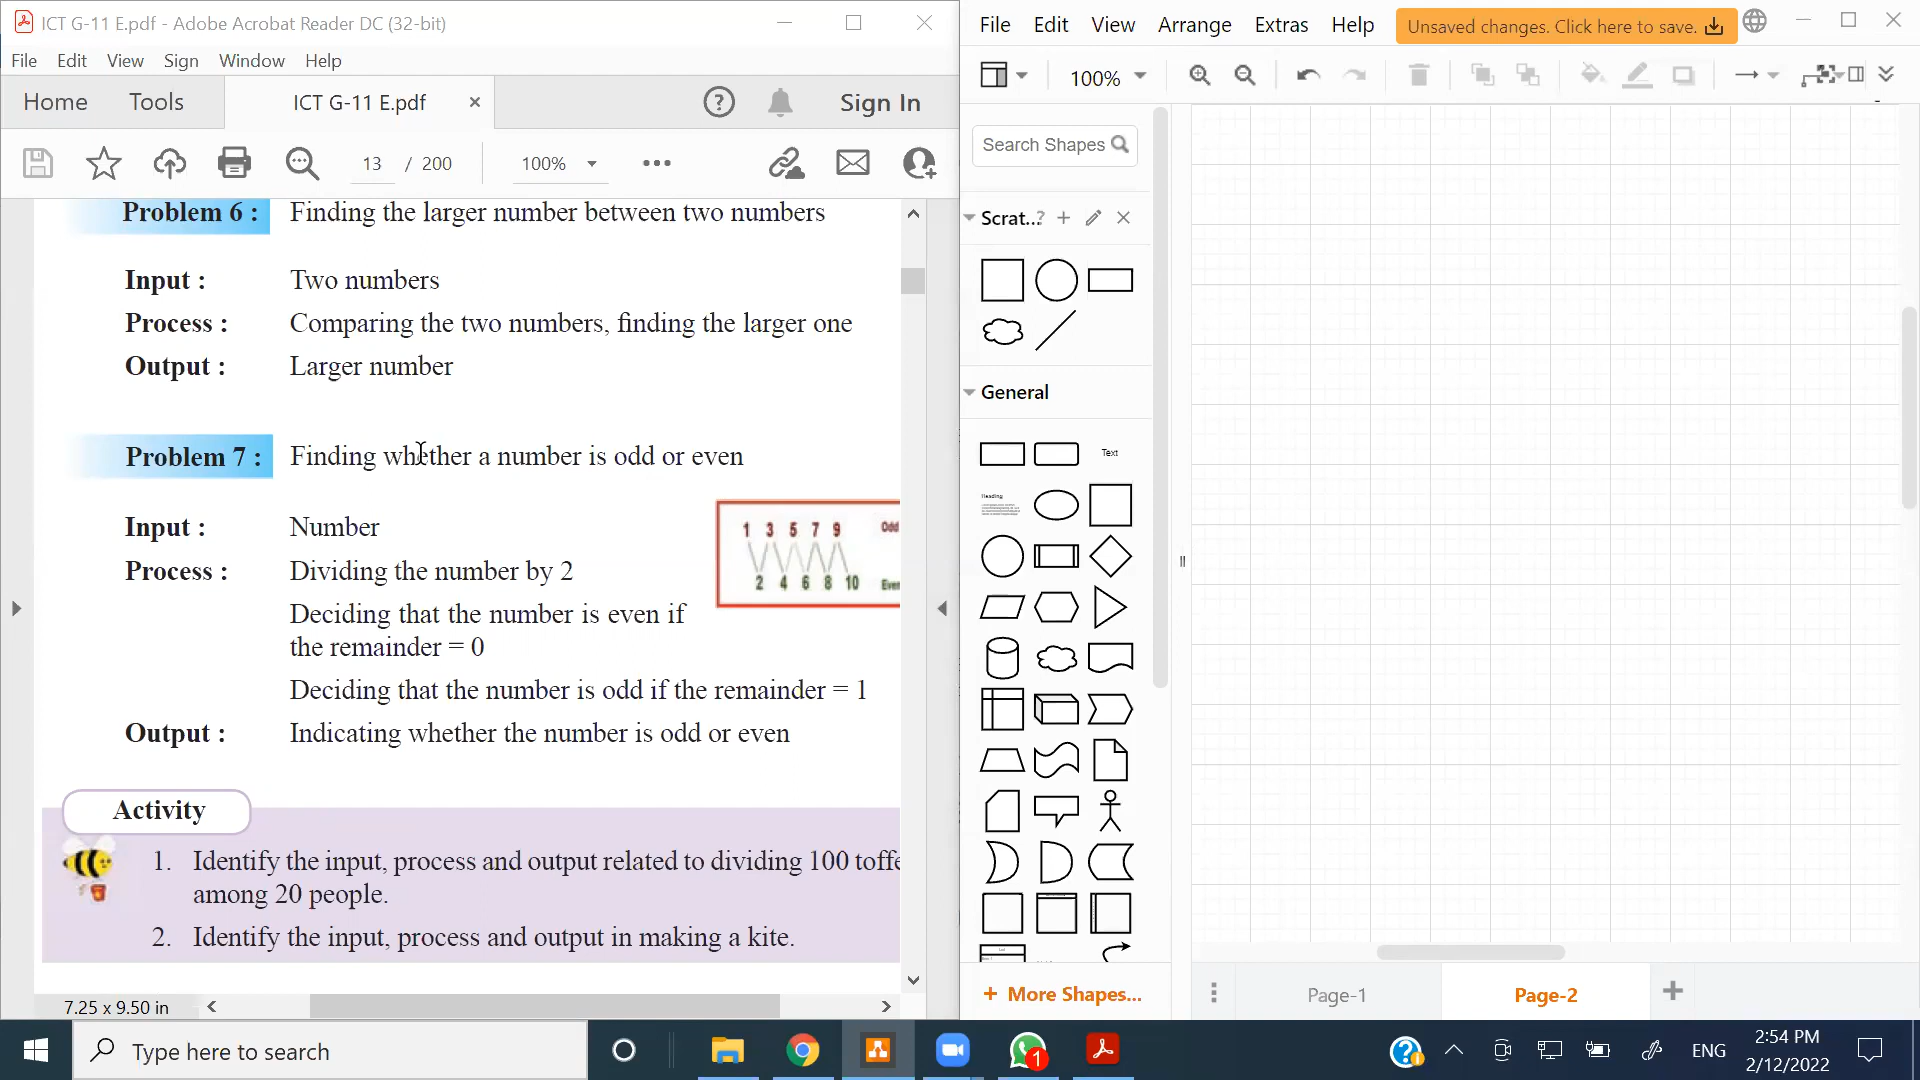 ICT G-11 E.pdf - Adobe Acrobat Reader DC (32-bit)
File Edit View Sign Window Help
Home Tools ICT G-11 E.pdf × ? Sign In
13 / 200 100%
Problem 6 : Finding the larger number between two numbers
Input : Two numbers
Process : Comparing the two numbers, finding the larger one
Output : Larger number
Problem 7 : Finding whether a number is odd or even
Input : Number
Process : Dividing the number by 2
Deciding that the number is even if
the remainder = 0
Deciding that the number is odd if the remainder = 1
Output : Indicating whether the number is odd or even
1 3 5 7 9 Odd
2 4 6 8 10 Even
Activity
1. Identify the input, process and output related to dividing 100 toffe
among 20 people.
2. Identify the input, process and output in making a kite.
7.25 x 9.50 in
File Edit View Arrange Extras Help Unsaved changes. Click here to save.
100%
Search Shapes
Scrat... ?
General
Text
Heading
+ More Shapes...
Page-1 Page-2
Type here to search
1
ENG
2:54 PM
2/12/2022